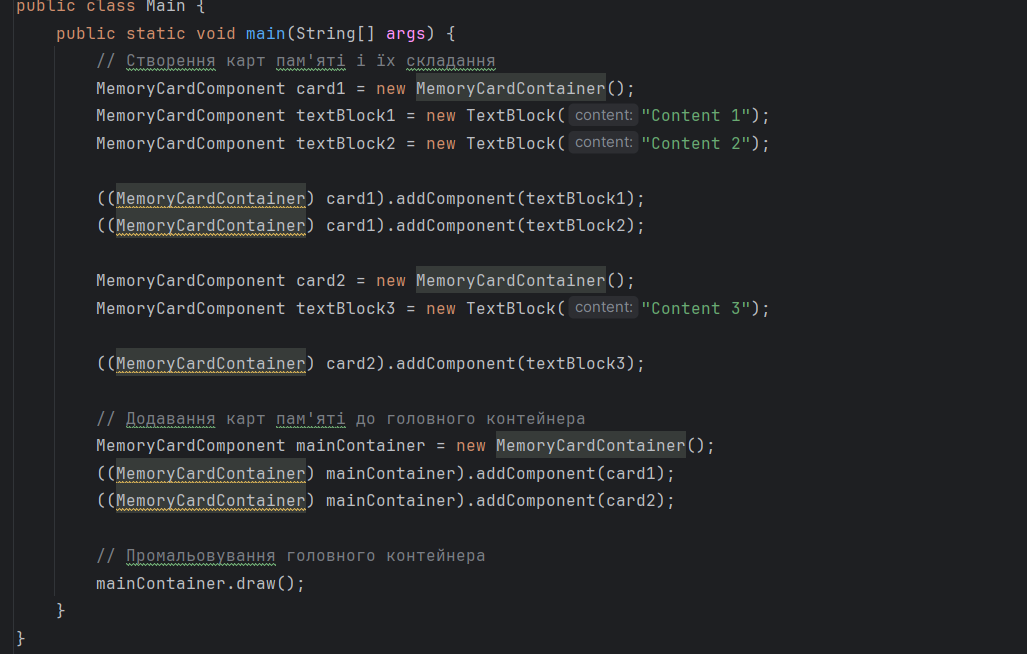 public class Main {
    public static void main(String[] args) {
        // Створення карт пам'яті і їх складання
        MemoryCardComponent card1 = new MemoryCardContainer();
        MemoryCardComponent textBlock1 = new TextBlock( content: "Content 1");
        MemoryCardComponent textBlock2 = new TextBlock( content: "Content 2");

        ((MemoryCardContainer) card1).addComponent(textBlock1);
        ((MemoryCardContainer) card1).addComponent(textBlock2);

        MemoryCardComponent card2 = new MemoryCardContainer();
        MemoryCardComponent textBlock3 = new TextBlock( content: "Content 3");

        ((MemoryCardContainer) card2).addComponent(textBlock3);

        // Додавання карт пам'яті до головного контейнера
        MemoryCardComponent mainContainer = new MemoryCardContainer();
        ((MemoryCardContainer) mainContainer).addComponent(card1);
        ((MemoryCardContainer) mainContainer).addComponent(card2);

        // Промальовування головного контейнера
        mainContainer.draw();
    }
}